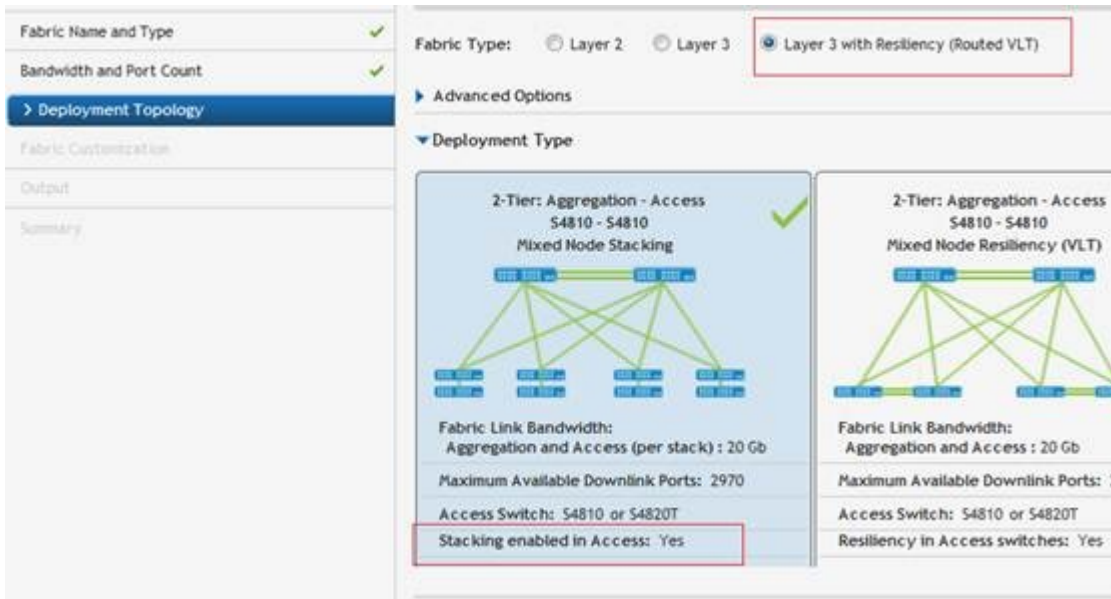 Fabric Name and Type
Bandwidth and Port Count
> Deployment Topology
Fabric Customization
Output
Summary
Fabric Type: Layer 2 Layer 3 Layer 3 with Resiliency (Routed VLT)
Advanced Options
Deployment Type
2-Tier: Aggregation - Access
S4810 - S4810
Mixed Node Stacking
Fabric Link Bandwidth:
Aggregation and Access (per stack) : 20 Gb
Maximum Available Downlink Ports: 2970
Access Switch: S4810 or S4820T
Stacking enabled in Access: Yes
2-Tier: Aggregation - Access
S4810 - S4810
Mixed Node Resiliency (VLT)
Fabric Link Bandwidth:
Aggregation and Access : 20 Gb
Maximum Available Downlink Ports:
Access Switch: S4810 or S4820T
Resiliency in Access switches: Yes